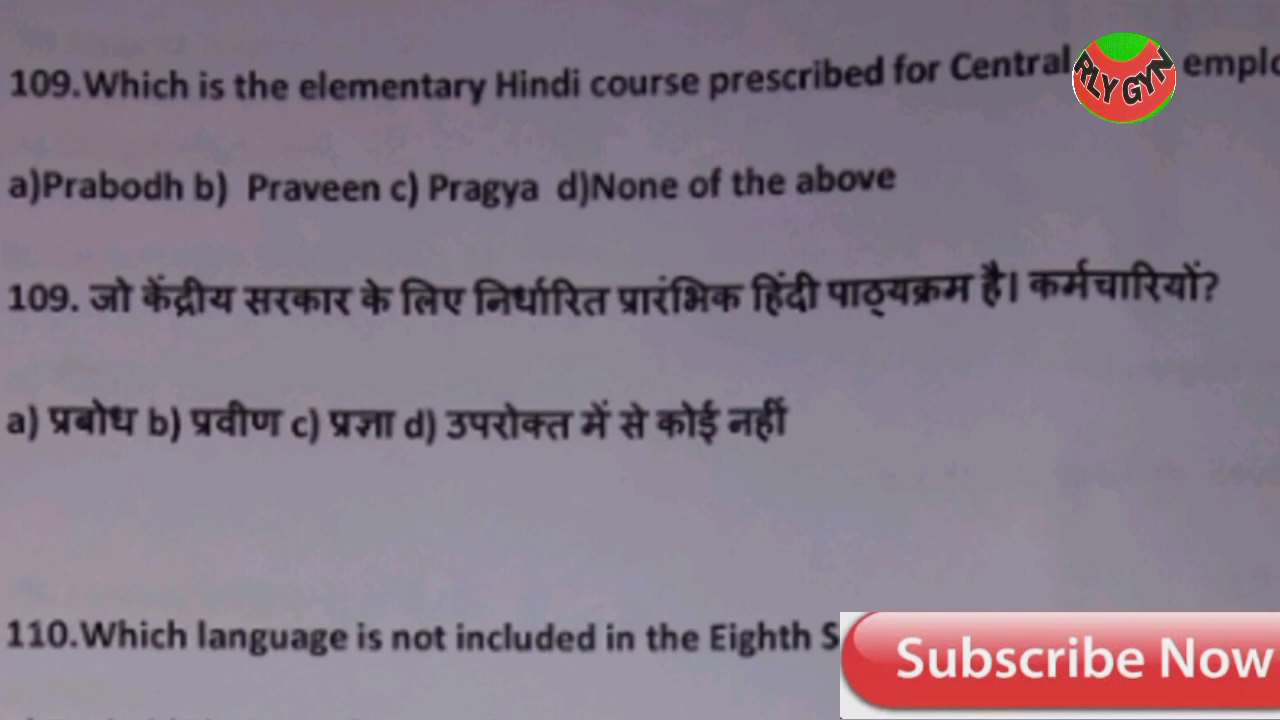 109.Which is the elementary Hindi course prescribed for Central
RLY GYN
a)Prabodh b) Praveen c) Pragya d)None of the above
109. जो केंद्रीय सरकार के लिए निर्धारित प्रारंभिक हिंदी पाठ्यक्रम है। कर्मचारियों?
a) प्रबोध b) प्रवीण c) प्रज्ञा d) उपरोक्त में से कोई नहीं
110.Which language is not included in the Eighth
Subscribe Now